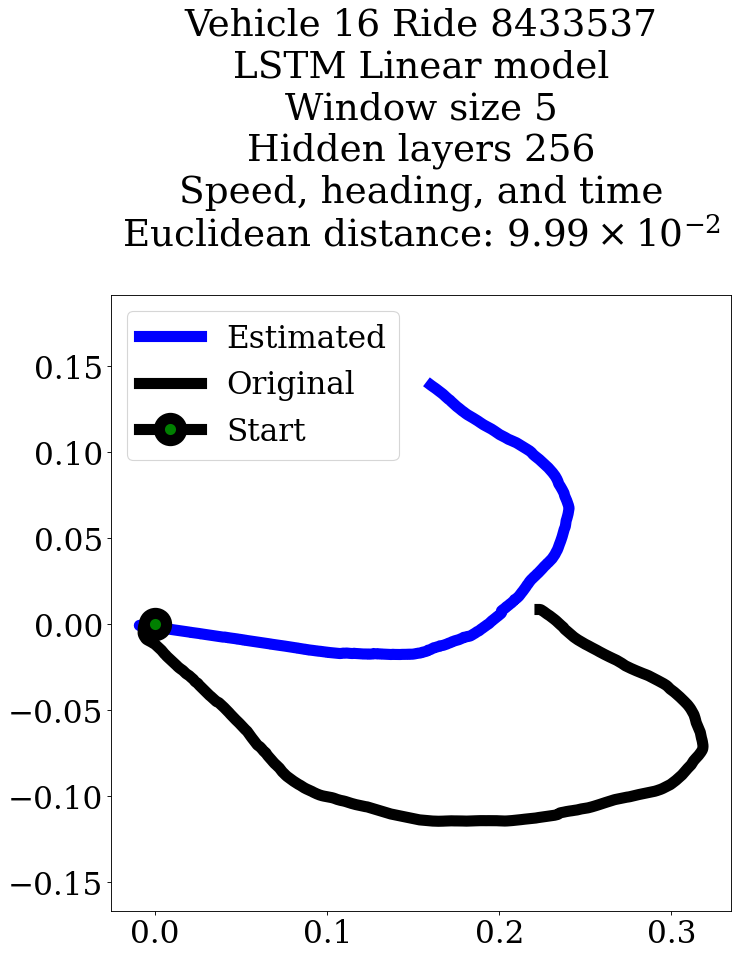 Vehicle 16 Ride 8433537
LSTM Linear model
Window size 5
Hidden layers 256
Speed, heading, and time
Euclidean distance: 9.99 × 10⁻²
Estimated
Original
Start
0.15
0.10
0.05
0.00
−0.05
−0.10
−0.15
0.0 0.1 0.2 0.3